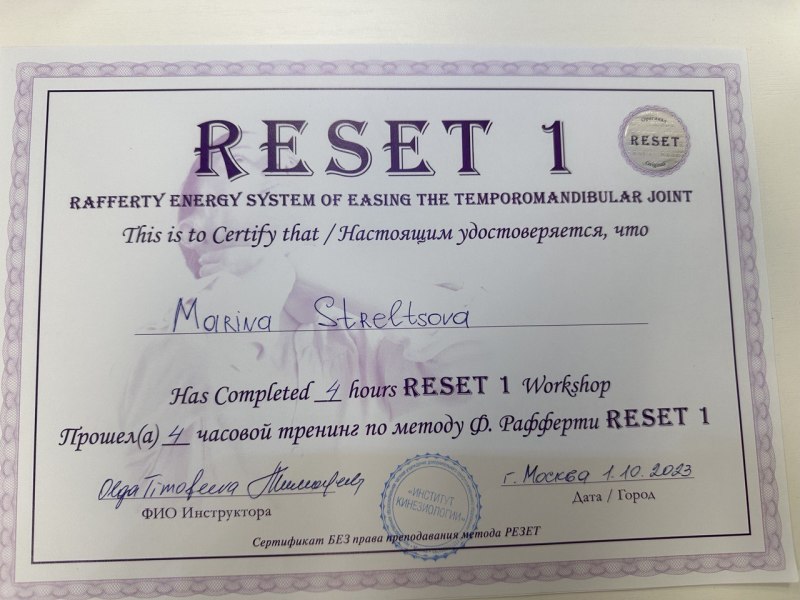 RESET 1
RESET
RAFFERTY ENERGY SYSTEM OF EASING THE TEMPOROMANDIBULAR JOINT
This is to Certify that / Настоящим удостоверяется, что
Marina Streltsova
Has Completed 4 hours RESET 1 Workshop
Прошел(а) 4 часовой тренинг по методу Ф. Рафферти RESET 1
Olga Timofeeva
г. Москва 1.10.2023
ФИО Инструктора
«ИНСТИТУТ КИНЕЗИОЛОГИИ»
Дата / Город
Сертификат БЕЗ права преподавания метода РЕЗЕТ